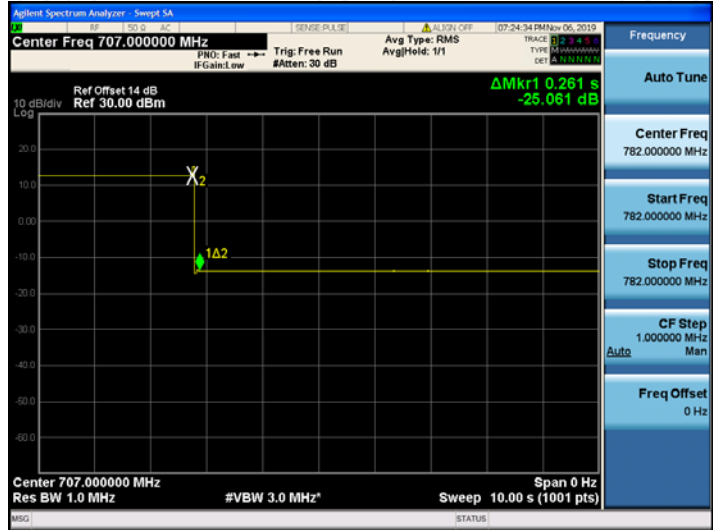 Agilent Spectrum Analyzer - Swept SA
RF 50 Ω AC SENSE:PULSE ALIGN OFF 07:24:34 PM Nov 06, 2019
Center Freq 707.000000 MHz
PNO: Fast
IFGain:Low
Trig: Free Run
#Atten: 30 dB
Avg Type: RMS
Avg|Hold: 1/1
TRACE 1 2 3 4 5 6
TYPE M WWWWW
DET A N N N N N
Ref Offset 14 dB
10 dB/div Ref 30.00 dBm
Log
ΔMkr1 0.261 s
-25.061 dB
20.0
10.0
0.00
-10.0
-20.0
-30.0
-40.0
-50.0
-60.0
X2
1Δ2
Center 707.000000 MHz Span 0 Hz
Res BW 1.0 MHz #VBW 3.0 MHz* Sweep 10.00 s (1001 pts)
MSG STATUS
Frequency
Auto Tune
Center Freq
782.000000 MHz
Start Freq
782.000000 MHz
Stop Freq
782.000000 MHz
CF Step
1.000000 MHz
Auto Man
Freq Offset
0 Hz